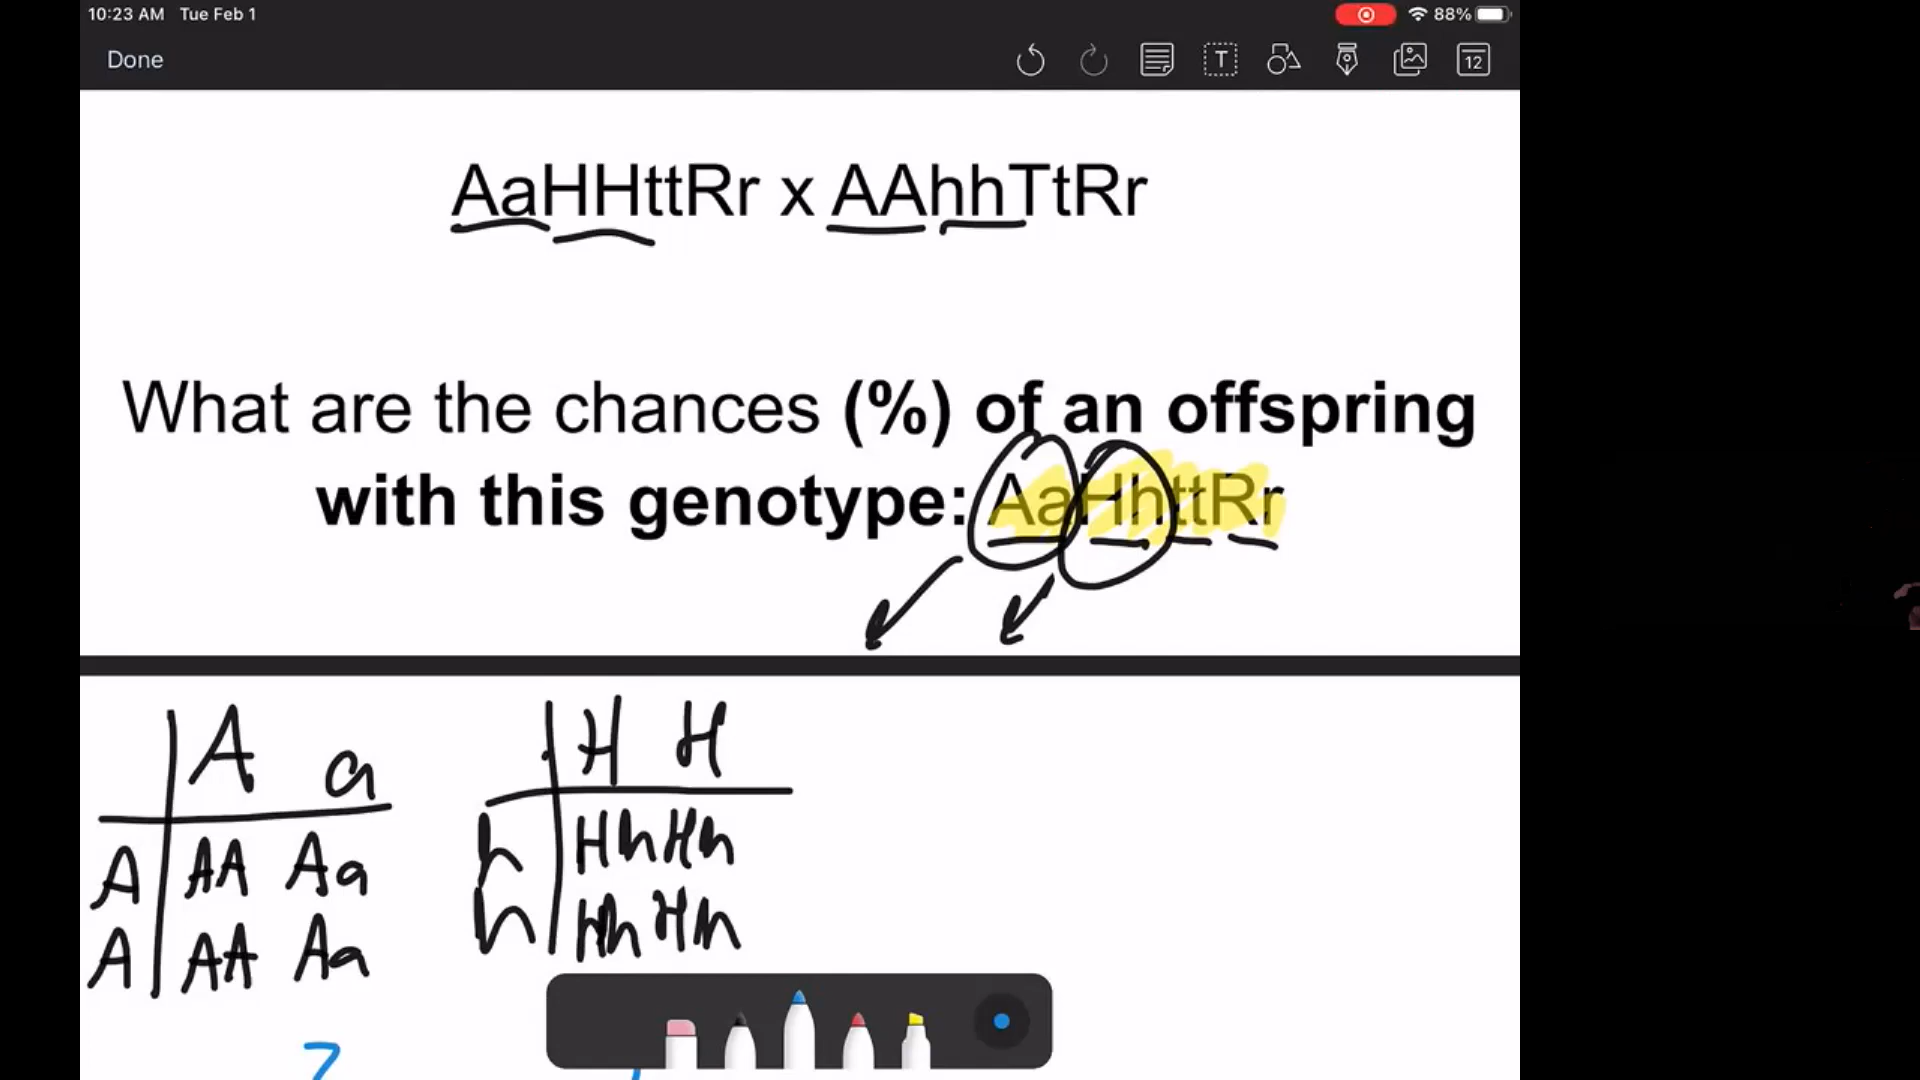 10:23 AM Tue Feb 1
88%
Done
T
12
AaHHttRr x AAhhTtRr
What are the chances (%) of an offspring
with this genotype: AaHhttRr
A a
A AA Aa
A AA Aa
H H
h Hh Hh
h Hh Hh